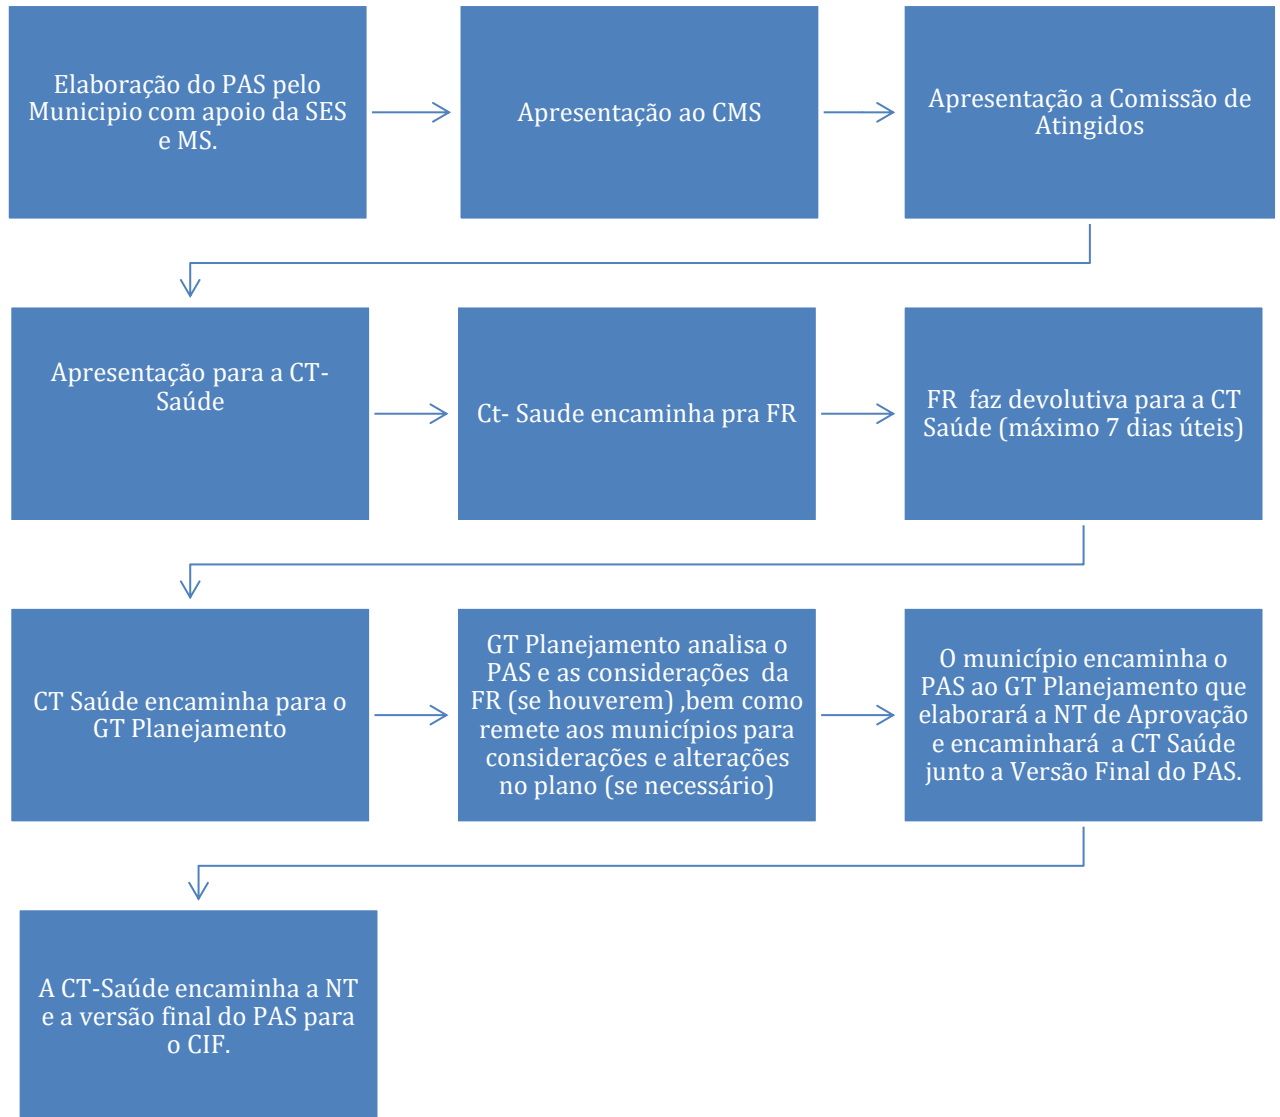 Elaboração do PAS pelo
Municipio com apoio da SES
e MS.
Apresentação ao CMS
Apresentação a Comissão de
Atingidos
Apresentação para a CT-
Saúde
Ct- Saude encaminha pra FR
FR  faz devolutiva para a CT
Saúde (máximo 7 dias úteis)
CT Saúde encaminha para o
GT Planejamento
GT Planejamento analisa o
PAS e as considerações  da
FR (se houverem) ,bem como
remete aos municípios para
considerações e alterações
no plano (se necessário)
O município encaminha o
PAS ao GT Planejamento que
elaborará a NT de Aprovação
e encaminhará  a CT Saúde
junto a Versão Final do PAS.
A CT-Saúde encaminha a NT
e a versão final do PAS para
o CIF.